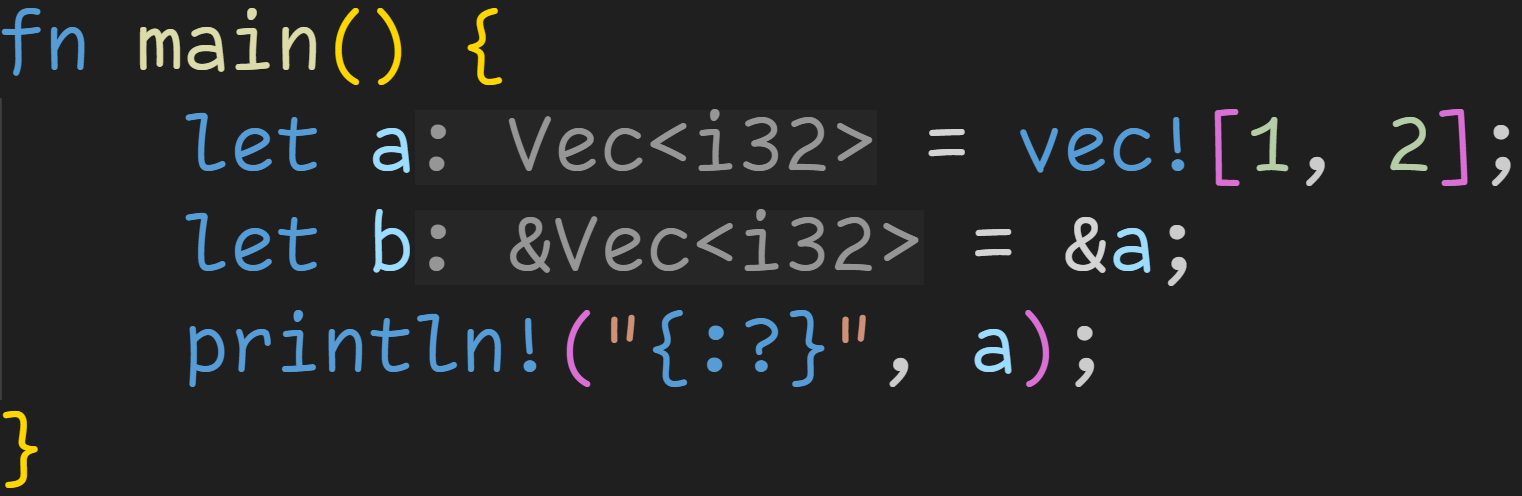 fn main() {
    let a: Vec<i32> = vec![1, 2];
    let b: &Vec<i32> = &a;
    println!("{:?}", a);
}